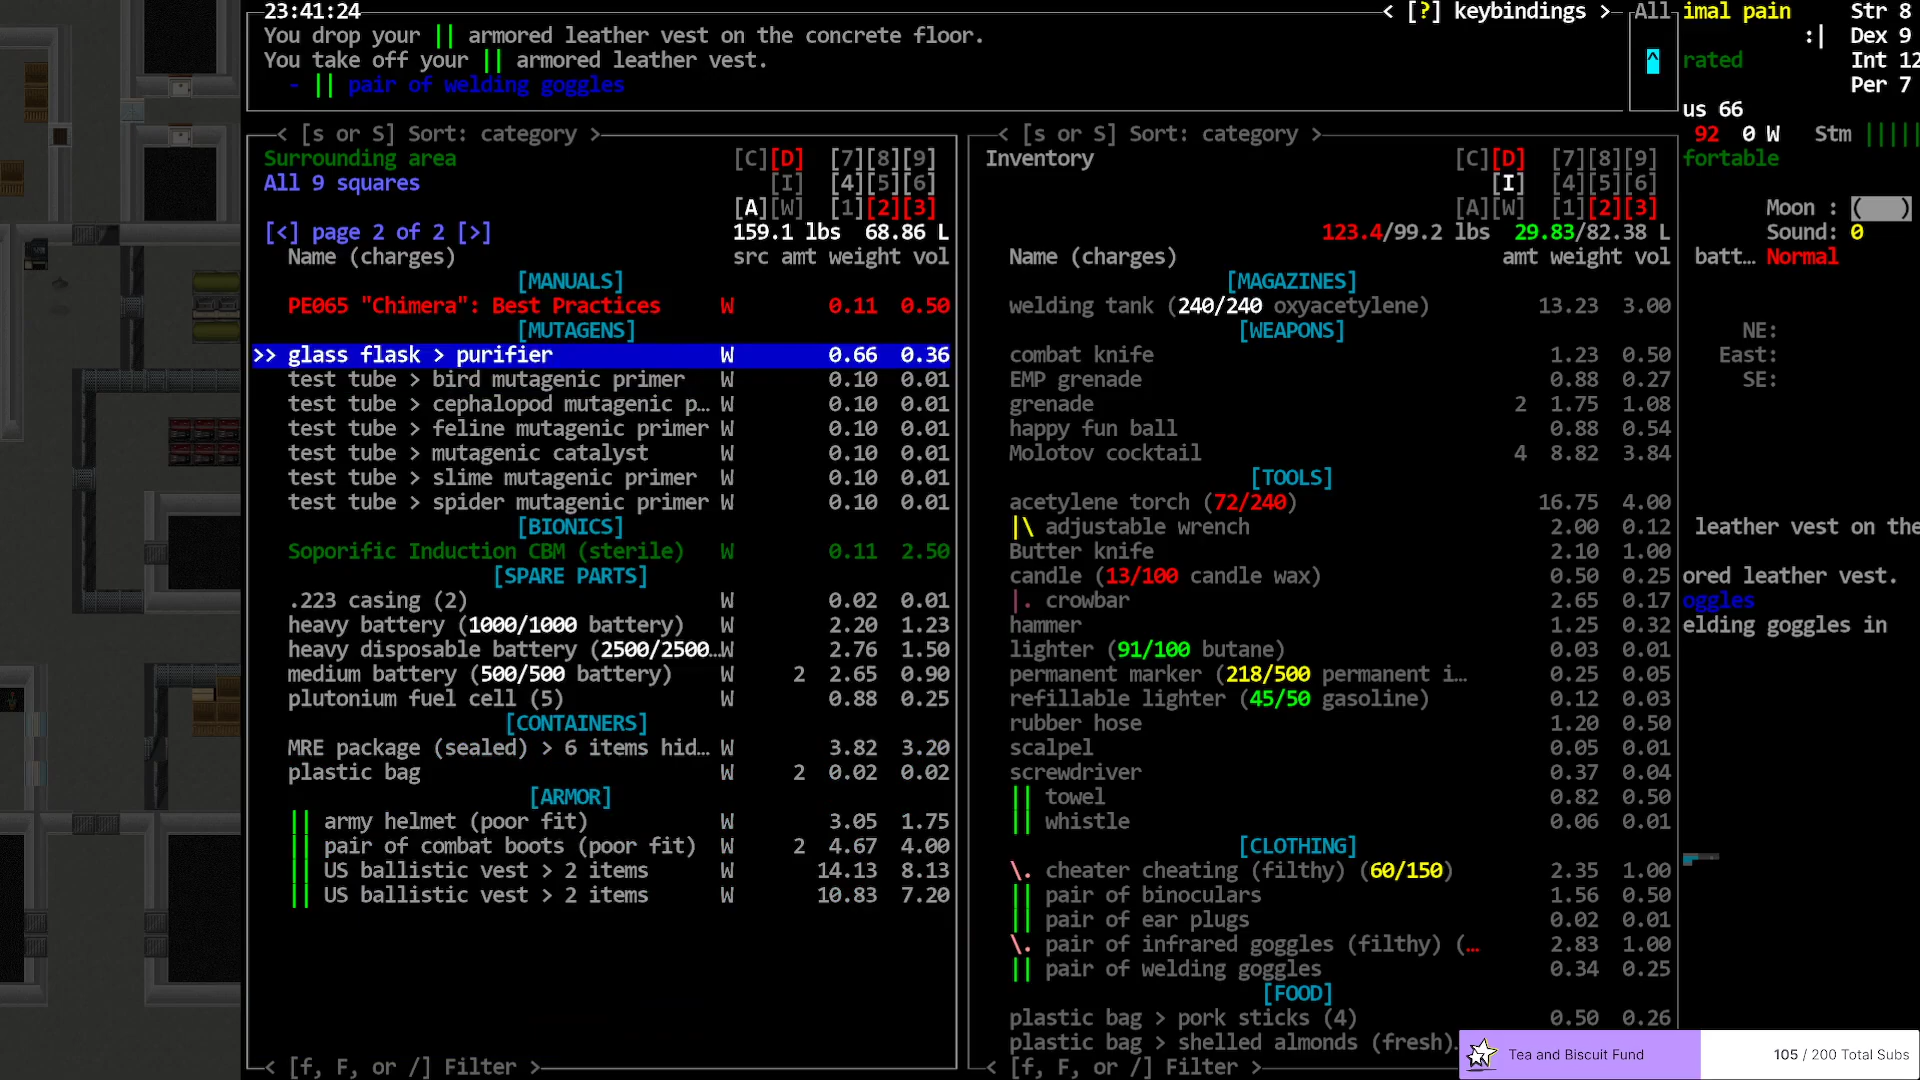 23:41:24
< [?] keybindings >
All
imal pain
Str 8
You drop your || armored leather vest on the concrete floor.
:|
Dex 9
You take off your || armored leather vest.
^
rated
Int 12
- || pair of welding goggles
Per 7
us 66
92 0 W Stm |||||
< [s or S] Sort: category >
< [s or S] Sort: category >
Surrounding area
[C][D] [7][8][9]
Inventory
[C][D] [7][8][9]
fortable
All 9 squares
[I] [4][5][6]
[I] [4][5][6]
[A][W] [1][2][3]
[A][W] [1][2][3]
Moon : ( )
[<] page 2 of 2 [>]
159.1 lbs 68.86 L
123.4/99.2 lbs 29.83/82.38 L
Sound: 0
Name (charges) src amt weight vol
Name (charges) amt weight vol
batt… Normal
[MANUALS]
[MAGAZINES]
PE065 "Chimera": Best Practices W 0.11 0.50
welding tank (240/240 oxyacetylene) 13.23 3.00
[MUTAGENS]
[WEAPONS]
NE:
>> glass flask > purifier W 0.66 0.36
combat knife 1.23 0.50
East:
test tube > bird mutagenic primer W 0.10 0.01
EMP grenade 0.88 0.27
SE:
test tube > cephalopod mutagenic p… W 0.10 0.01
grenade 2 1.75 1.08
test tube > feline mutagenic primer W 0.10 0.01
happy fun ball 0.88 0.54
test tube > mutagenic catalyst W 0.10 0.01
Molotov cocktail 4 8.82 3.84
test tube > slime mutagenic primer W 0.10 0.01
[TOOLS]
test tube > spider mutagenic primer W 0.10 0.01
acetylene torch (72/240) 16.75 4.00
[BIONICS]
|\ adjustable wrench 2.00 0.12
leather vest on the
Soporific Induction CBM (sterile) W 0.11 2.50
Butter knife 2.10 1.00
[SPARE PARTS]
candle (13/100 candle wax) 0.50 0.25
ored leather vest.
.223 casing (2) W 0.02 0.01
|. crowbar 2.65 0.17
oggles
heavy battery (1000/1000 battery) W 2.20 1.23
hammer 1.25 0.32
elding goggles in
heavy disposable battery (2500/2500… W 2.76 1.50
lighter (91/100 butane) 0.03 0.01
medium battery (500/500 battery) W 2 2.65 0.90
permanent marker (218/500 permanent i… 0.25 0.05
plutonium fuel cell (5) W 0.88 0.25
refillable lighter (45/50 gasoline) 0.12 0.03
[CONTAINERS]
rubber hose 1.20 0.50
MRE package (sealed) > 6 items hid… W 3.82 3.20
scalpel 0.05 0.01
plastic bag W 2 0.02 0.02
screwdriver 0.37 0.04
[ARMOR]
|| towel 0.82 0.50
|| army helmet (poor fit) W 3.05 1.75
|| whistle 0.06 0.01
|| pair of combat boots (poor fit) W 2 4.67 4.00
[CLOTHING]
|| US ballistic vest > 2 items W 14.13 8.13
\. cheater cheating (filthy) (60/150) 2.35 1.00
|| US ballistic vest > 2 items W 10.83 7.20
|| pair of binoculars 1.56 0.50
|| pair of ear plugs 0.02 0.01
\. pair of infrared goggles (filthy) (… 2.83 1.00
|| pair of welding goggles 0.34 0.25
[FOOD]
plastic bag > pork sticks (4) 0.50 0.26
plastic bag > shelled almonds (fresh)
< [f, F, or /] Filter >
< [f, F, or /] Filter >
Tea and Biscuit Fund
105 / 200 Total Subs